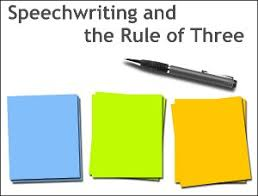 Speechwriting and
the Rule of Three